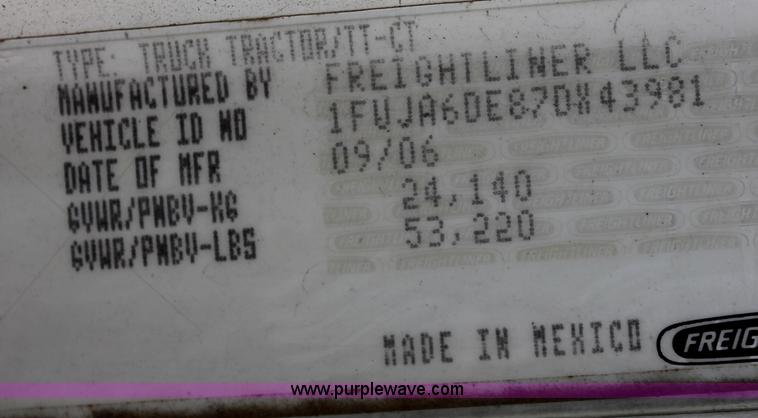 TYPE: TRUCK TRACTOR/TT-CT
MANUFACTURED BY FREIGHTLINER LLC
VEHICLE ID NO 1FUJA6DE87DX43981
DATE OF MFR 09/06
GVWR/PNBV-KG 24,140
GVWR/PNBV-LBS 53,220
MADE IN MEXICO FREIG
www.purplewave.com